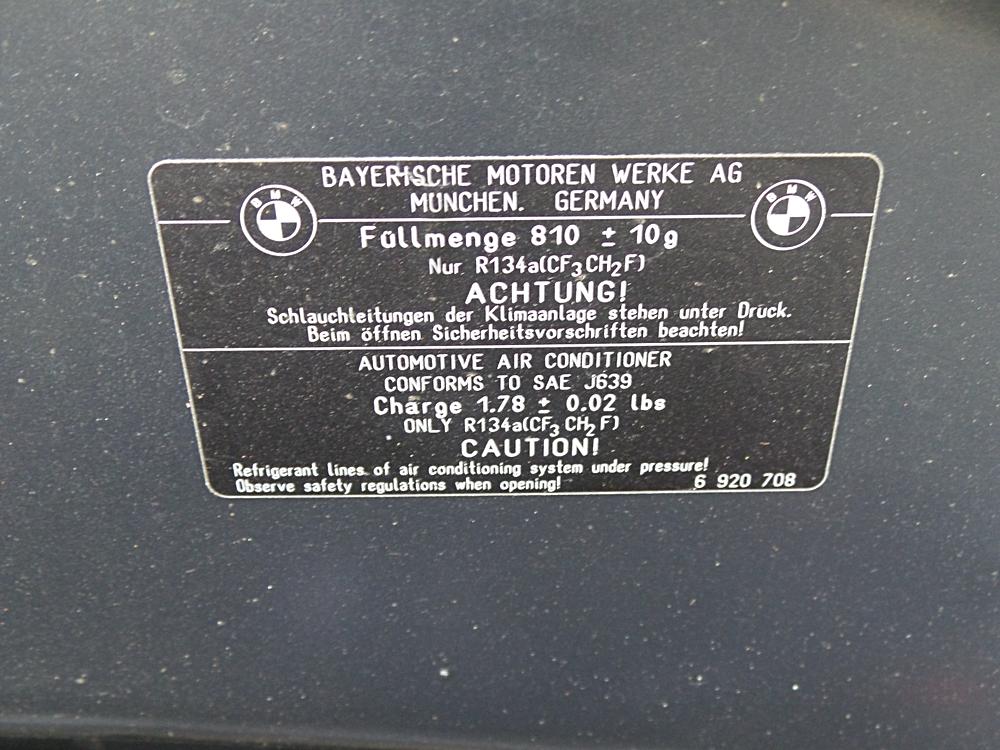 BAYERISCHE MOTOREN WERKE AG
MÜNCHEN. GERMANY
BMW
BMW
Füllmenge 810 ± 10g
Nur R134a(CF₃CH₂F)
ACHTUNG!
Schlauchleitungen der Klimaanlage stehen unter Druck.
Beim öffnen Sicherheitsvorschriften beachten!
AUTOMOTIVE AIR CONDITIONER
CONFORMS TO SAE J639
Charge 1.78 ± 0.02 lbs
ONLY R134a(CF₃CH₂F)
CAUTION!
Refrigerant lines of air conditioning system under pressure!
Observe safety regulations when opening!
6 920 708